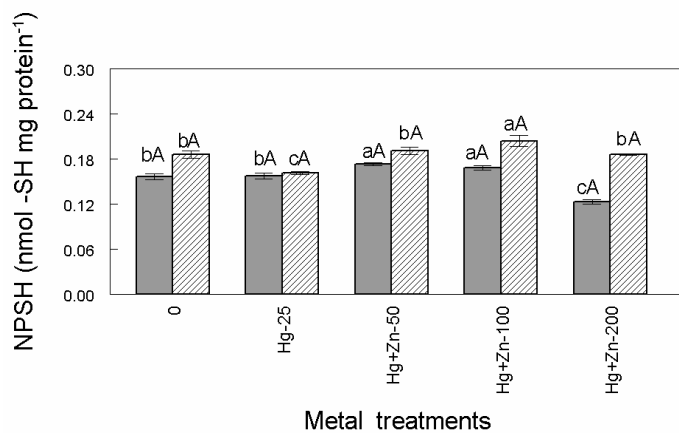 NPSH (nmol -SH mg protein⁻¹)
0.30
0.24
0.18
0.12
0.06
0.00
bA bA bA cA aA bA aA aA cA bA
0
Hg-25
Hg+Zn-50
Hg+Zn-100
Hg+Zn-200
Metal treatments